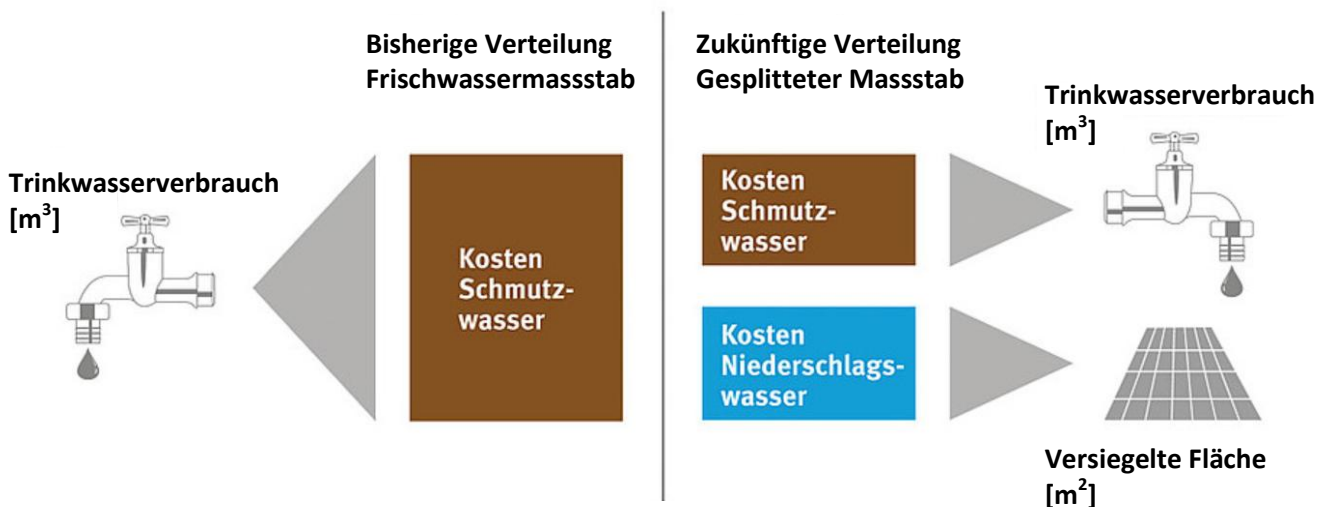 Bisherige Verteilung
Frischwassermassstab
Trinkwasserverbrauch
[m³]
Kosten
Schmutz-
wasser
Zukünftige Verteilung
Gesplitteter Massstab
Kosten
Schmutz-
wasser
Trinkwasserverbrauch
[m³]
Kosten
Niederschlags-
wasser
Versiegelte Fläche
[m²]